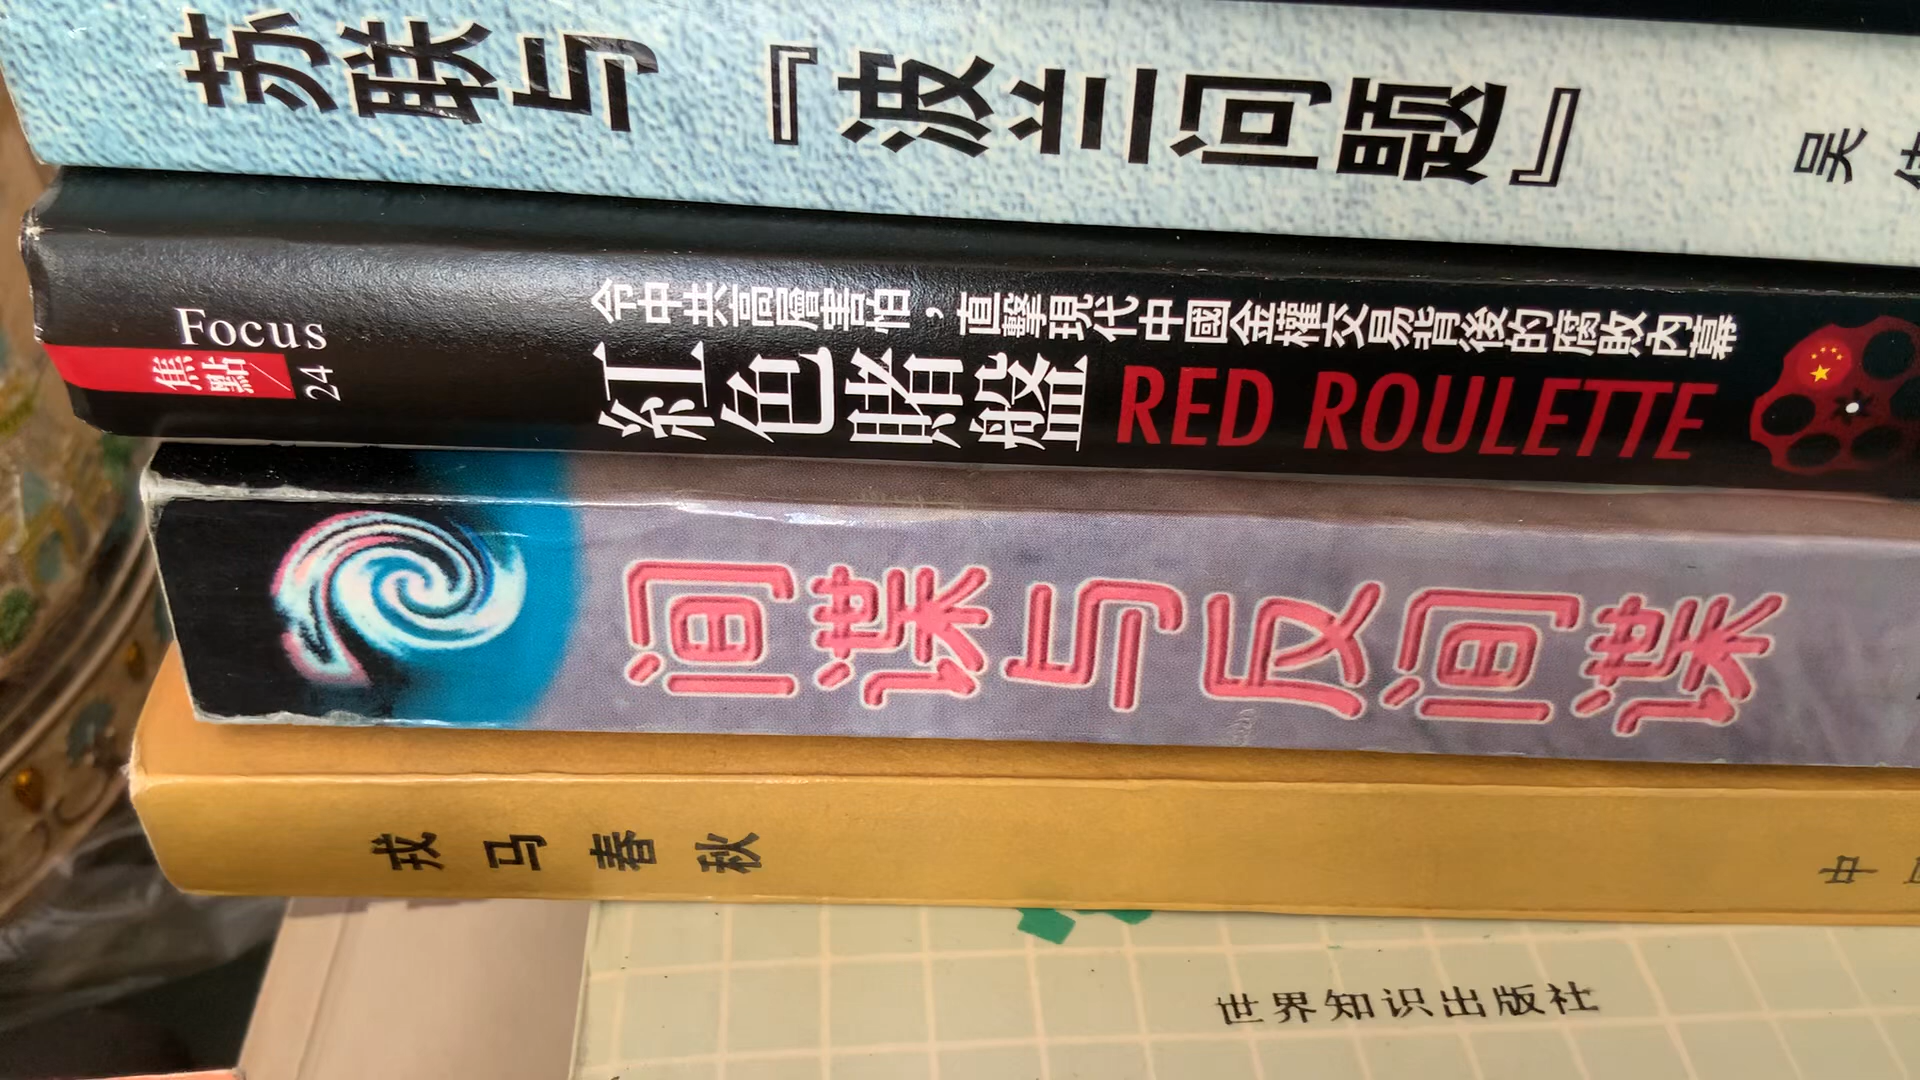 苏联与『波兰问题』
吴
Focus
焦點
24
令中共高層害怕，直擊現代中國金權交易背後的腐敗內幕
紅色賭盤 RED ROULETTE
间谍与反间谍
戎马春秋
中
世界知识出版社